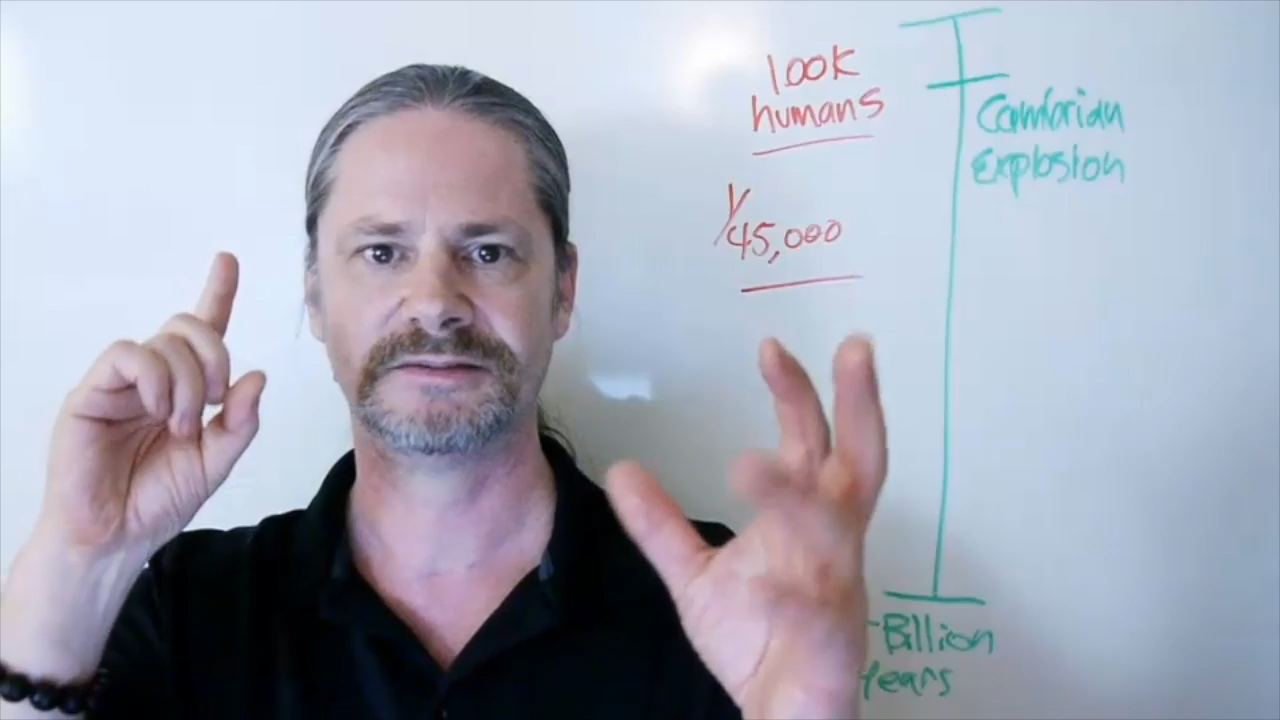 100K
humans
1/45,000
Cambrian
Explosion
Billion
Years